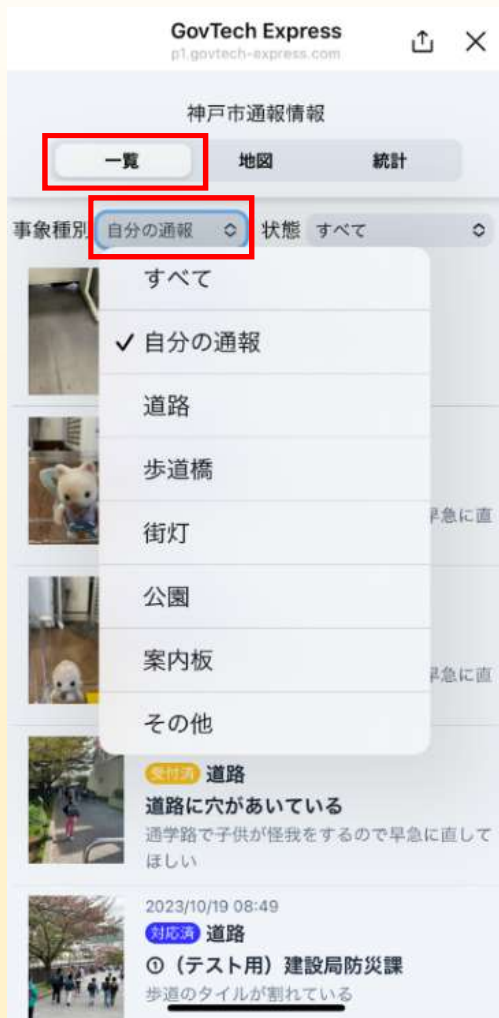 GovTech Express
p1.govtech-express.com
神戸市通報情報
一覧 地図 統計
事象種別 自分の通報 状態 すべて
すべて
自分の通報
道路
歩道橋
早急に直
街灯
公園
案内板
早急に直
その他
受付済 道路
道路に穴があいている
通学路で子供が怪我をするので早急に直して
ほしい
2023/10/19 08:49
対応済 道路
①（テスト用）建設局防災課
歩道のタイルが割れている